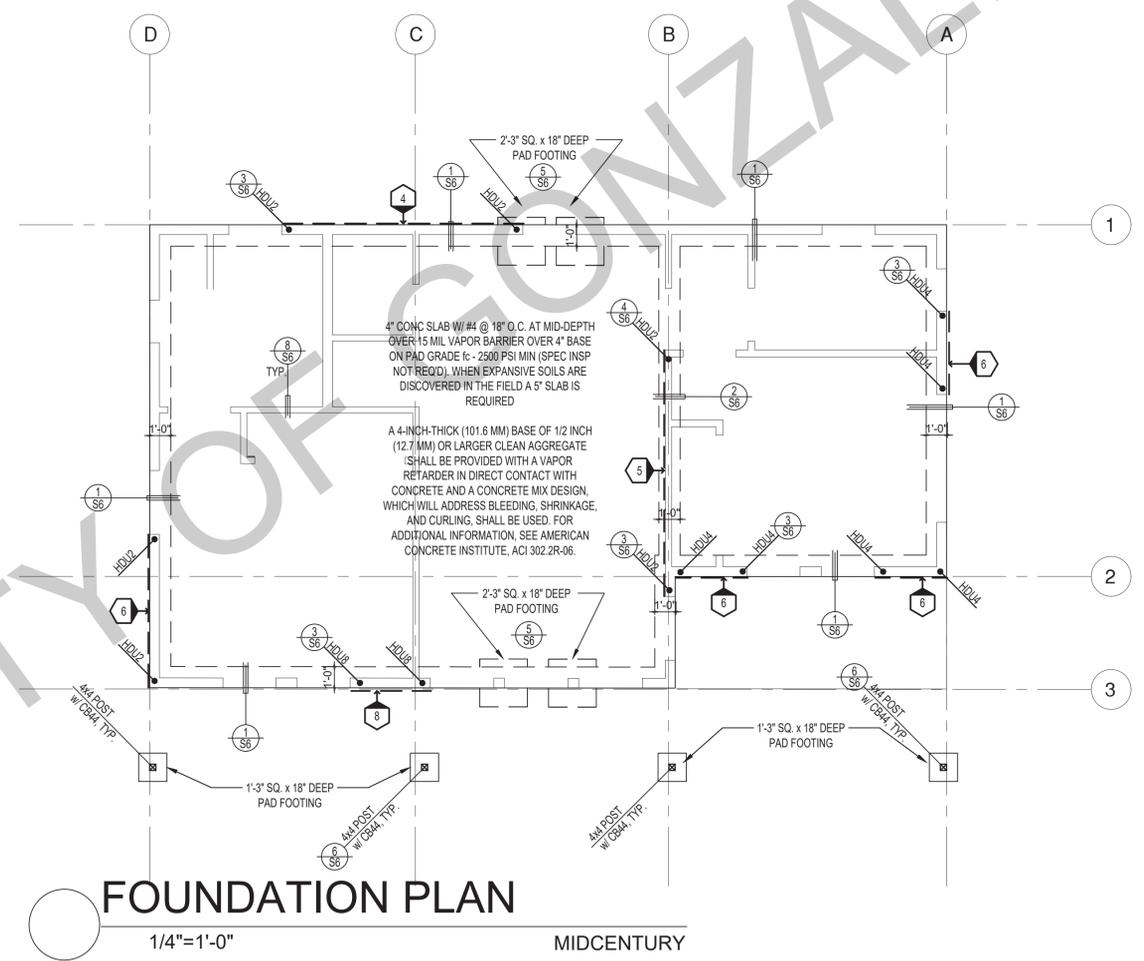 D
C
B
A
2'-3" SQ. x 18" DEEP
PAD FOOTING
5
S6
1
S6
1
S6
3
S6
HDU2
4
HDU2
1'-0"
1
3
S6
HDU4
4
S6
HDU2
HDU4
6
4" CONC SLAB W/ #4 @ 18" O.C. AT MID-DEPTH
OVER 15 MIL VAPOR BARRIER OVER 4" BASE
ON PAD GRADE fc - 2500 PSI MIN (SPEC INSP
NOT REQ'D). WHEN EXPANSIVE SOILS ARE
DISCOVERED IN THE FIELD A 5" SLAB IS
REQUIRED
8
S6
TYP.
2
S6
1
S6
1'-0"
1'-0"
A 4-INCH-THICK (101.6 MM) BASE OF 1/2 INCH
(12.7 MM) OR LARGER CLEAN AGGREGATE
SHALL BE PROVIDED WITH A VAPOR
RETARDER IN DIRECT CONTACT WITH
CONCRETE AND A CONCRETE MIX DESIGN,
WHICH WILL ADDRESS BLEEDING, SHRINKAGE,
AND CURLING, SHALL BE USED. FOR
ADDITIONAL INFORMATION, SEE AMERICAN
CONCRETE INSTITUTE, ACI 302.2R-06.
5
1
S6
1'-0"
3
S6
HDU2
HDU4
HDU4
3
S6
HDU4
HDU4
2
HDU2
6
HDU2
2'-3" SQ. x 18" DEEP
PAD FOOTING
5
S6
1'-0"
6
6
1
S6
3
S6
HDU8
HDU8
1'-0"
8
3
1
S6
4x4 POST
w/ CB44, TYP.
6
S6
4x4 POST
w/ CB44, TYP.
1'-3" SQ. x 18" DEEP
PAD FOOTING
1'-3" SQ. x 18" DEEP
PAD FOOTING
6
S6
4x4 POST
w/ CB44, TYP.
4x4 POST
w/ CB44, TYP.
FOUNDATION PLAN
1/4"=1'-0"
MIDCENTURY
TY OF GONZAL